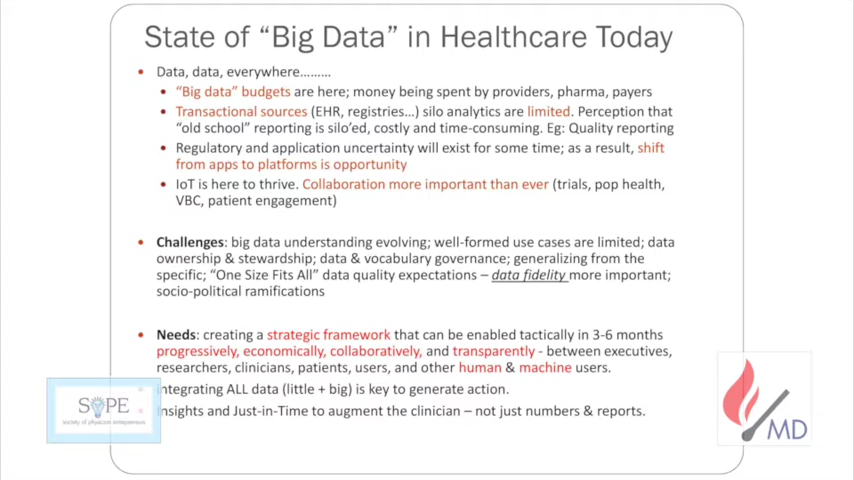 State of “Big Data” in Healthcare Today
• Data, data, everywhere………
• “Big data” budgets are here; money being spent by providers, pharma, payers
• Transactional sources (EHR, registries…) silo analytics are limited. Perception that
“old school” reporting is silo’ed, costly and time-consuming. Eg: Quality reporting
• Regulatory and application uncertainty will exist for some time; as a result, shift
from apps to platforms is opportunity
• IoT is here to thrive. Collaboration more important than ever (trials, pop health,
VBC, patient engagement)
• Challenges: big data understanding evolving; well-formed use cases are limited; data
ownership & stewardship; data & vocabulary governance; generalizing from the
specific; “One Size Fits All” data quality expectations – data fidelity more important;
socio-political ramifications
• Needs: creating a strategic framework that can be enabled tactically in 3-6 months
progressively, economically, collaboratively, and transparently - between executives,
researchers, clinicians, patients, users, and other human & machine users.
• Integrating ALL data (little + big) is key to generate action.
• Insights and Just-in-Time to augment the clinician – not just numbers & reports.
SOPE
society of physician entrepreneurs
MD